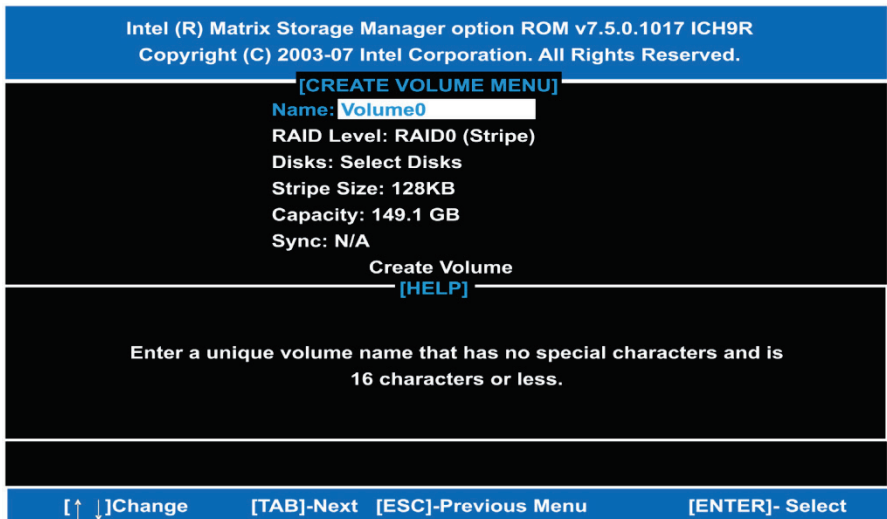 Intel (R) Matrix Storage Manager option ROM v7.5.0.1017 ICH9R
Copyright (C) 2003-07 Intel Corporation. All Rights Reserved.
[CREATE VOLUME MENU]
Name: Volume0
RAID Level: RAID0 (Stripe)
Disks: Select Disks
Stripe Size: 128KB
Capacity: 149.1 GB
Sync: N/A
Create Volume
[HELP]
Enter a unique volume name that has no special characters and is
16 characters or less.
[↑ ↓]Change [TAB]-Next [ESC]-Previous Menu [ENTER]- Select